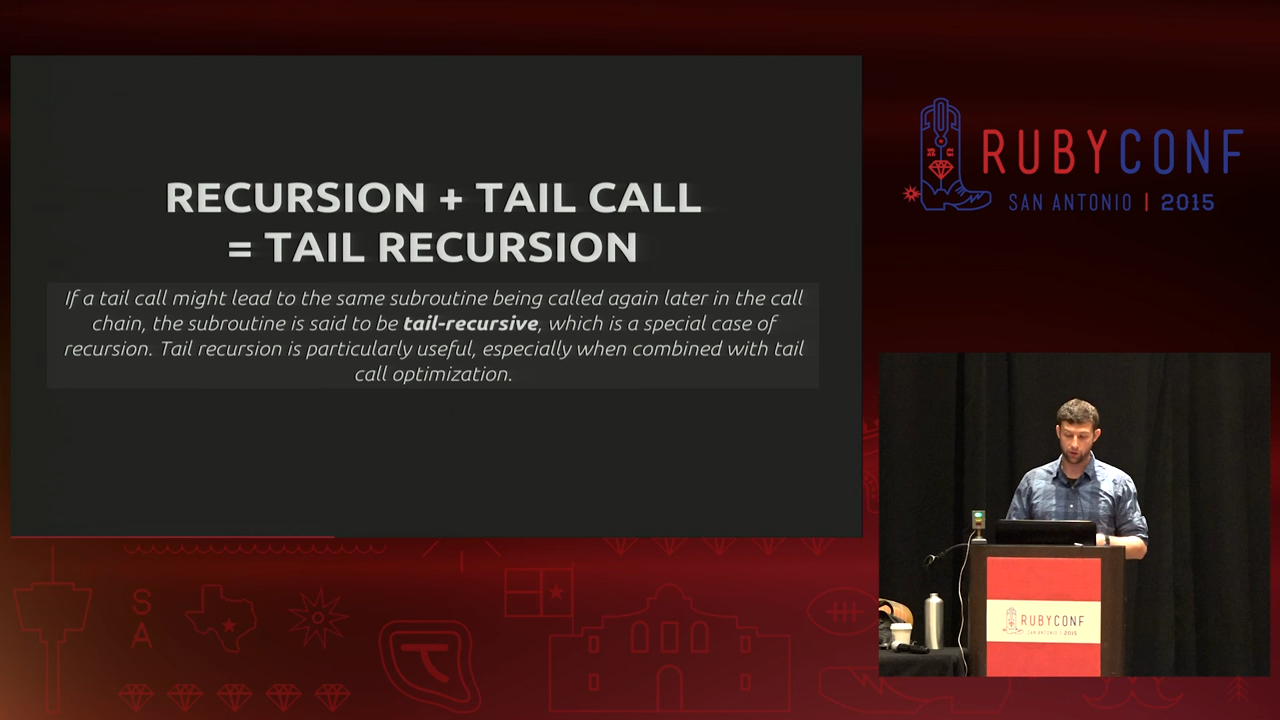 RECURSION + TAIL CALL
= TAIL RECURSION
If a tail call might lead to the same subroutine being called again later in the call
chain, the subroutine is said to be tail-recursive, which is a special case of
recursion. Tail recursion is particularly useful, especially when combined with tail
call optimization.
RUBYCONF
SAN ANTONIO | 2015
S
A
RUBYCONF
SAN ANTONIO | 2015